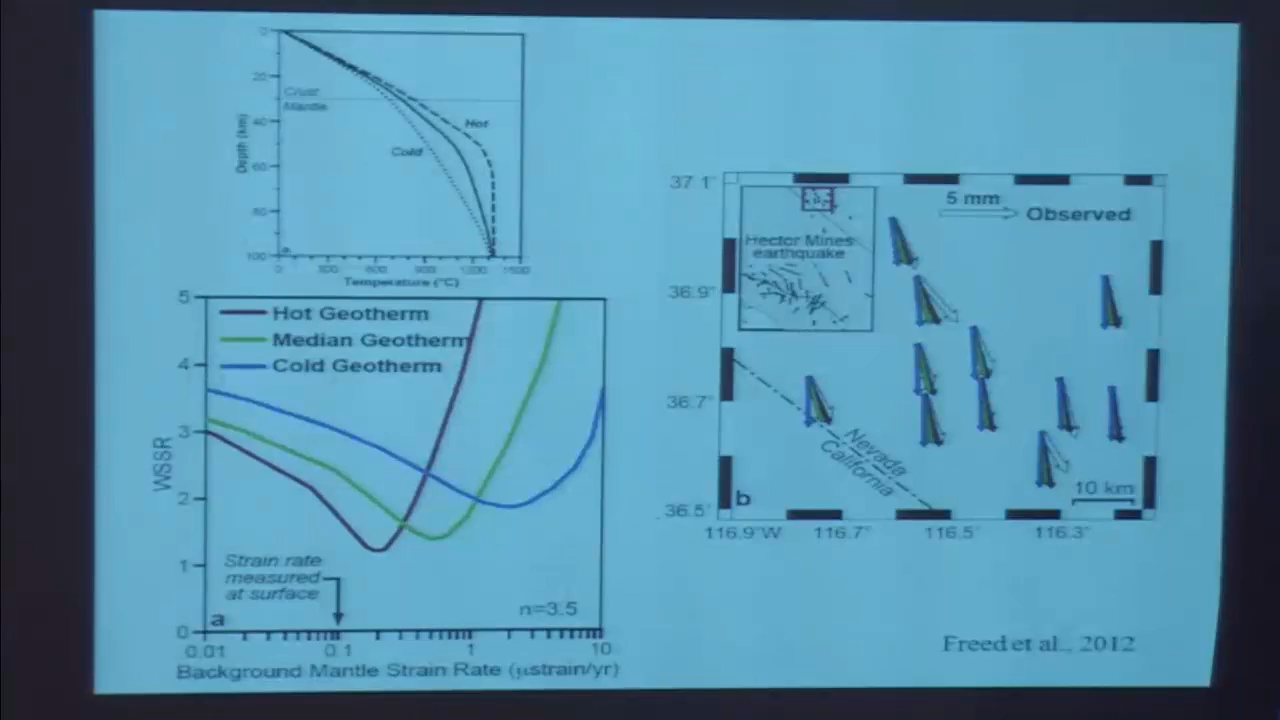 0
20
40
60
80
100
Depth (km)
Crust
Mantle
Hot
Cold
0
300
600
900
1200
1500
Temperature (°C)
5
4
3
2
1
0
WSSR
Hot Geotherm
Median Geotherm
Cold Geotherm
Strain rate
measured
at surface
a
n=3.5
0.01
0.1
1
10
Background Mantle Strain Rate (µstrain/yr)
37.1°
36.9°
36.7°
36.5°
Hector Mines
earthquake
5 mm
Observed
Nevada
California
b
10 km
116.9°W
116.7°
116.5°
116.3°
Freed et al., 2012